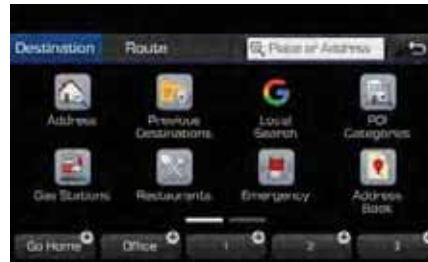 Destination
Route
Place or Address
Address
Previous
Destinations
Local
Search
POI
Categories
Gas Stations
Restaurants
Emergency
Address
Book
Go Home
Office
1
2
3